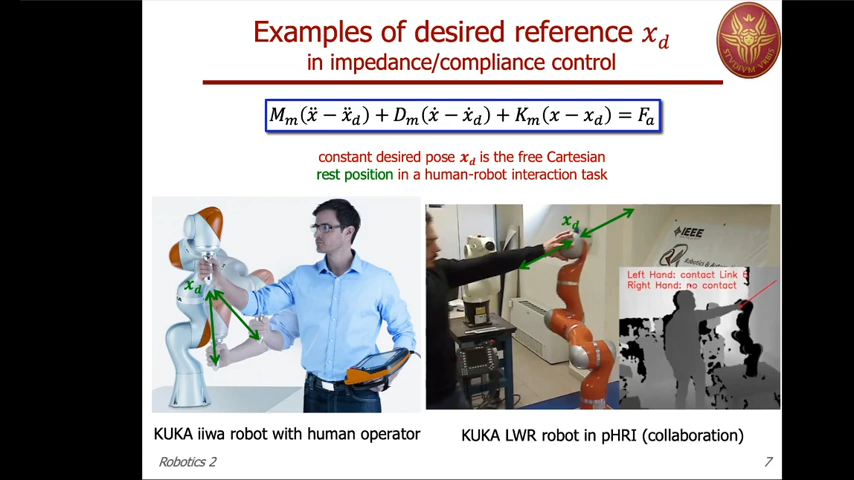 Examples of desired reference x_d
in impedance/compliance control
STVDIVM VRBIS
M_m(ẍ − ẍ_d) + D_m(ẋ − ẋ_d) + K_m(x − x_d) = F_a
constant desired pose x_d is the free Cartesian
rest position in a human-robot interaction task
x_d
x_d
IEEE
Left Hand: contact Link 6
Right Hand: no contact
KUKA iiwa robot with human operator
KUKA LWR robot in pHRI (collaboration)
Robotics 2
7